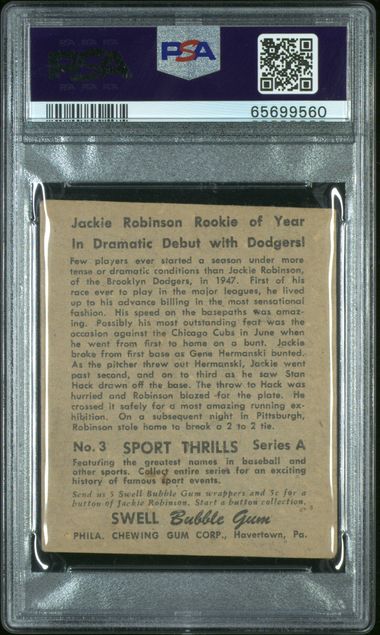 PSA
PSA
65699560
Jackie Robinson Rookie of Year
In Dramatic Debut with Dodgers!
Few players ever started a season under more
tense or dramatic conditions than Jackie Robinson,
of the Brooklyn Dodgers, in 1947. First of his
race ever to play in the major leagues, he lived
up to his advance billing in the most sensational
fashion. His speed on the basepaths was amaz-
ing. Possibly his most outstanding feat was the
occasion against the Chicago Cubs in June when
he went from first to home on a bunt. Jackie
broke from first base as Gene Hermanski bunted.
As the pitcher threw out Hermanski, Jackie went
past second, and on to third as he saw Stan
Hack drawn off the base. The throw to Hack was
hurried and Robinson blazed for the plate. He
crossed it safely for a most amazing running ex-
hibition. On a subsequent night in Pittsburgh,
Robinson stole home to break a 2 to 2 tie.
No. 3 SPORT THRILLS Series A
Featuring the greatest names in baseball and
other sports. Collect entire series for an exciting
history of famous sport events.
Send us 5 Swell Bubble Gum wrappers and 5c for a
button of Jackie Robinson. Start a button collection.
SWELL Bubble Gum
PHILA. CHEWING GUM CORP., Havertown, Pa.